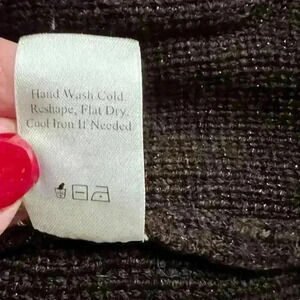 Hand Wash Cold.
Reshape, Flat Dry.
Cool Iron If Needed